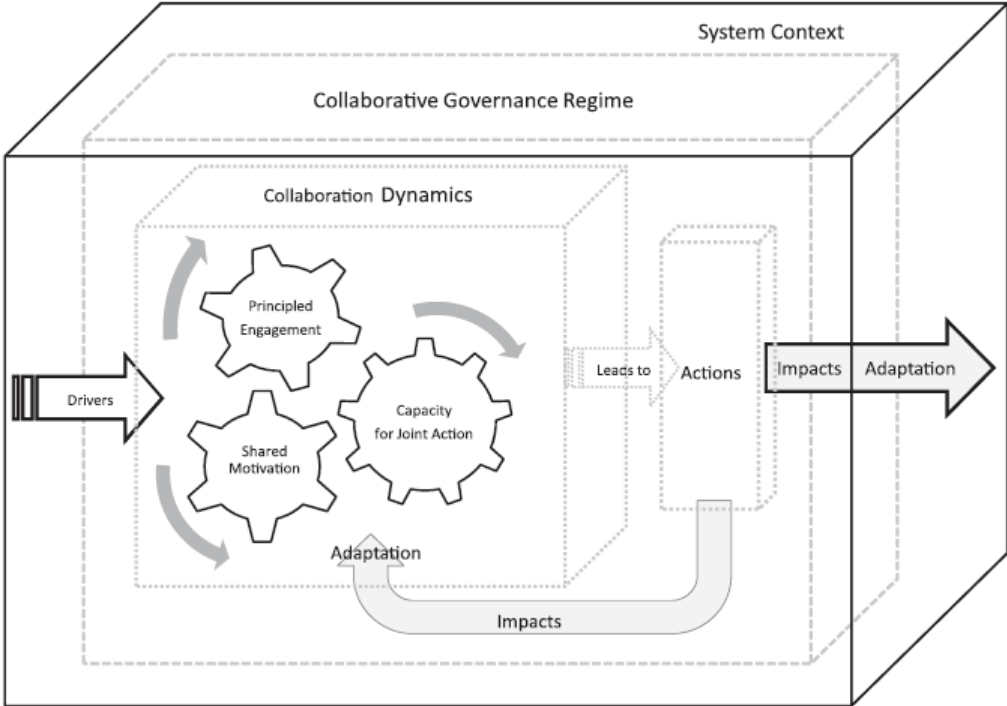 System Context
Collaborative Governance Regime
Collaboration Dynamics
Principled
Engagement
Drivers
Capacity
for Joint Action
Shared
Motivation
Leads to
Actions
Impacts
Adaptation
Adaptation
Impacts